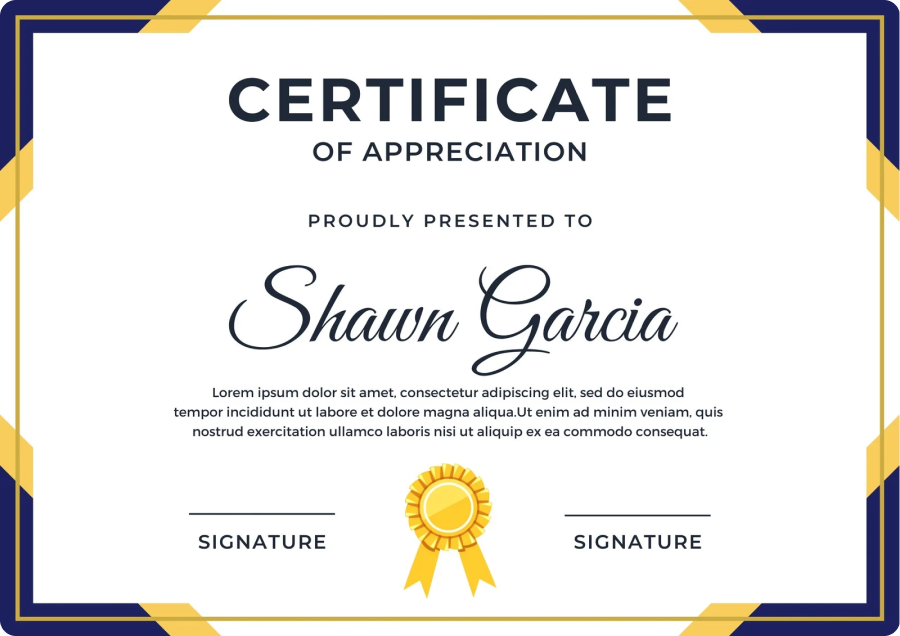 CERTIFICATE
OF APPRECIATION
PROUDLY PRESENTED TO
Shawn Garcia
Lorem ipsum dolor sit amet, consectetur adipiscing elit, sed do eiusmod
tempor incididunt ut labore et dolore magna aliqua.Ut enim ad minim veniam, quis
nostrud exercitation ullamco laboris nisi ut aliquip ex ea commodo consequat.
SIGNATURE
SIGNATURE